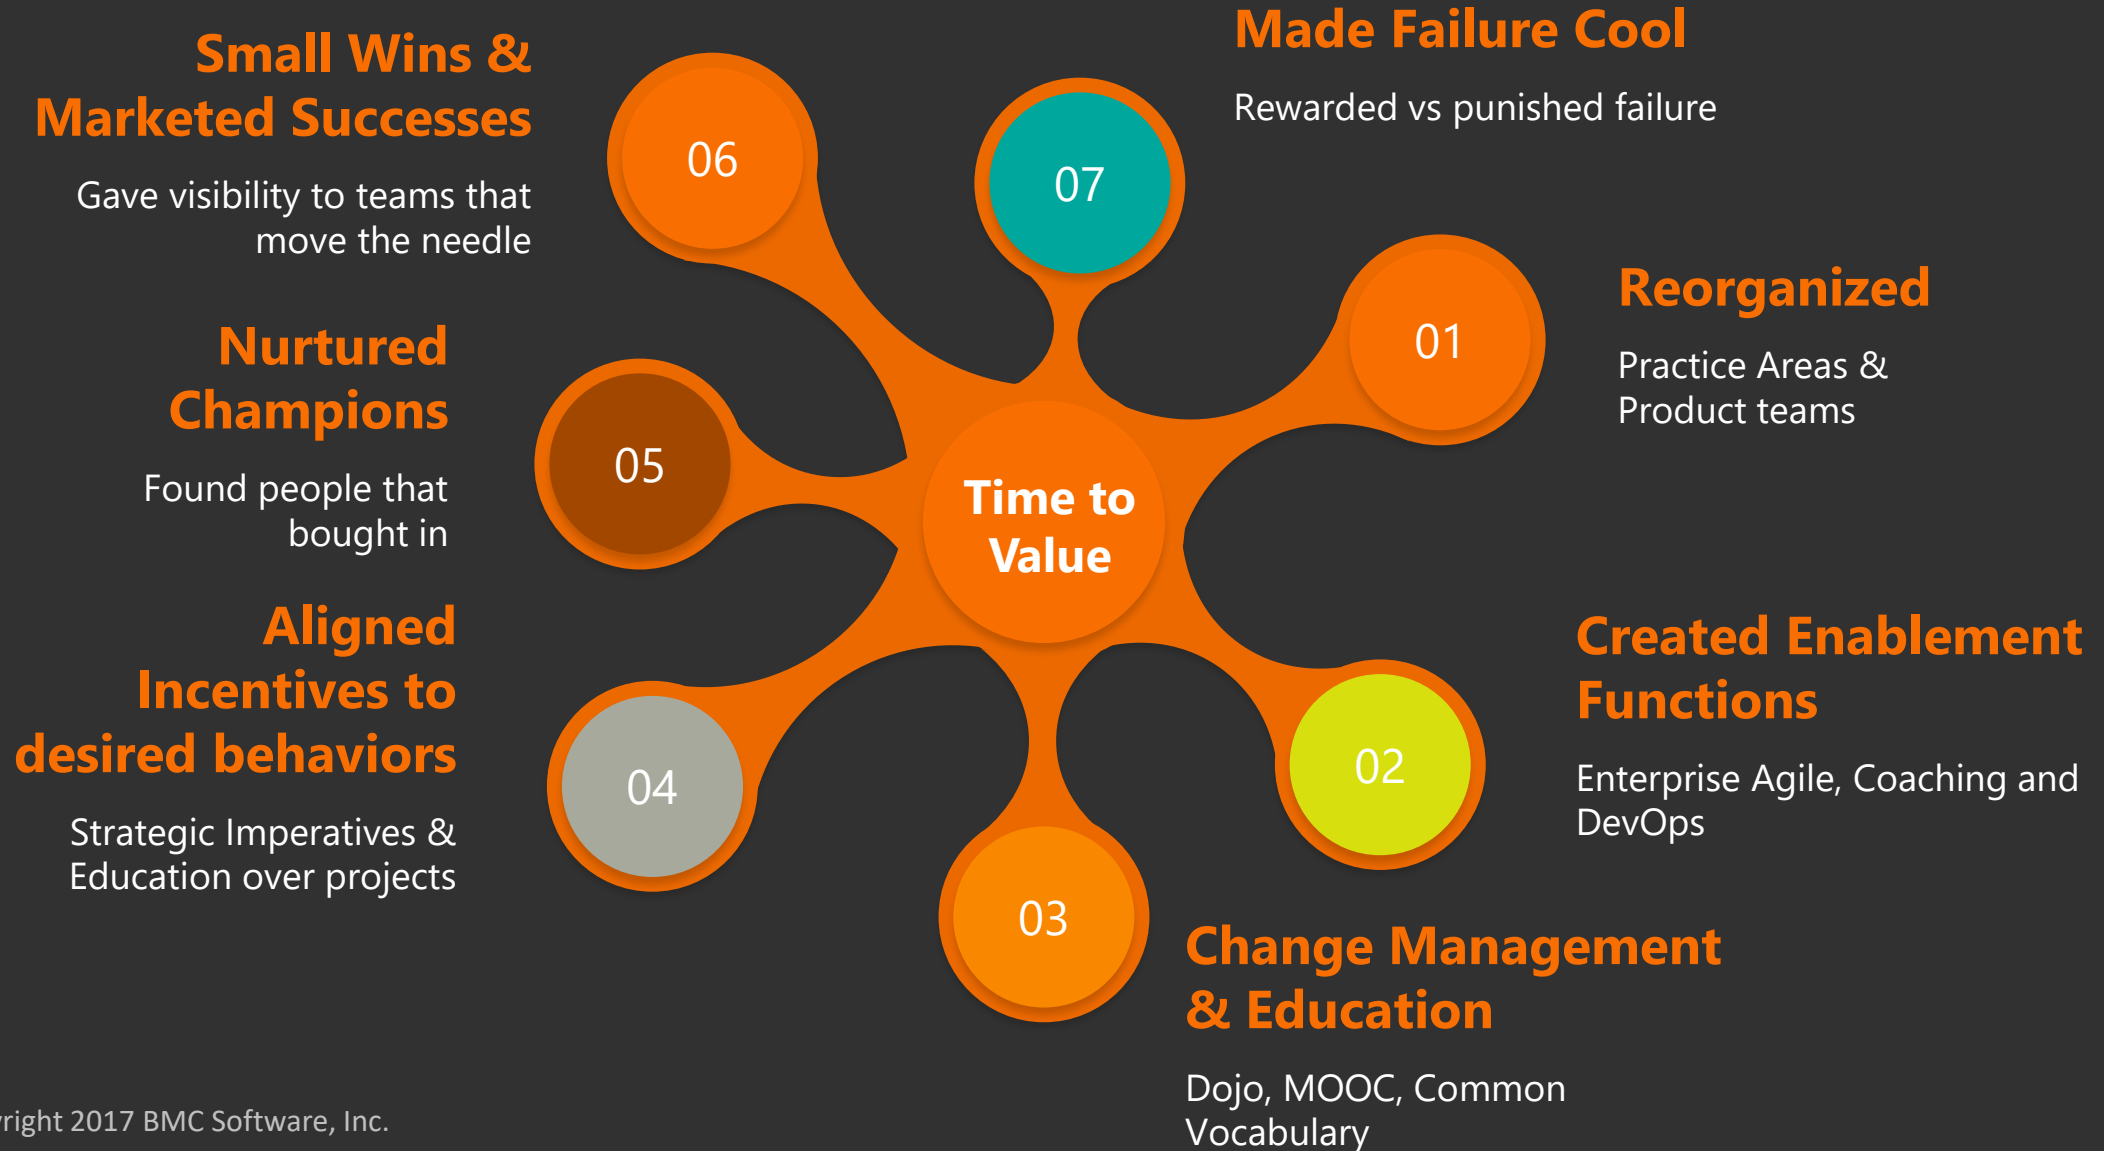 Small Wins &
Marketed Successes
Gave visibility to teams that
move the needle
06
Made Failure Cool
Rewarded vs punished failure
07
Reorganized
Practice Areas &
Product teams
01
Nurtured
Champions
Found people that
bought in
05
Time to
Value
Aligned
Incentives to
desired behaviors
Strategic Imperatives &
Education over projects
04
Created Enablement
Functions
Enterprise Agile, Coaching and
DevOps
02
03
Change Management
& Education
Dojo, MOOC, Common
Vocabulary
right 2017 BMC Software, Inc.